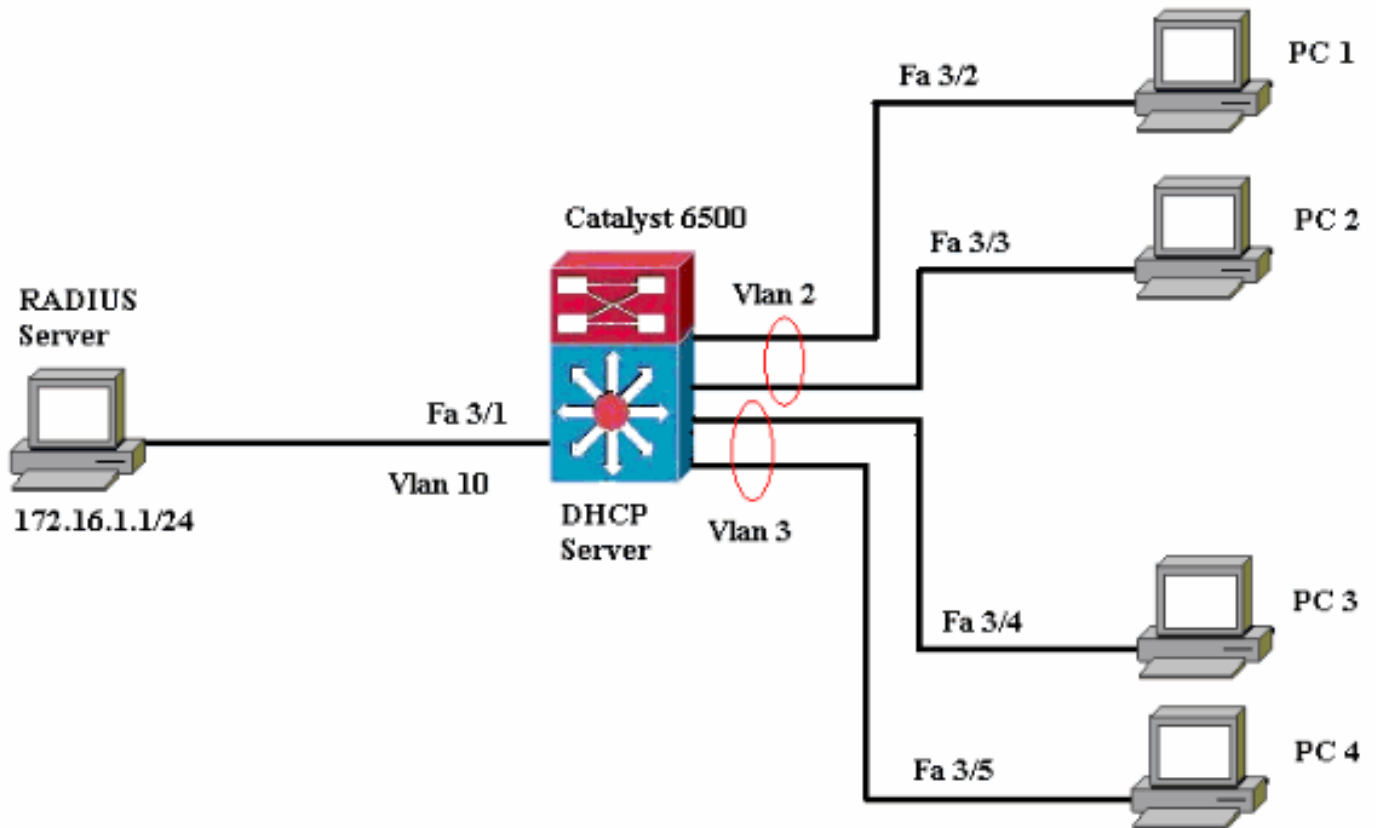 PC 1
Fa 3/2
PC 2
Catalyst 6500
Fa 3/3
Vlan 2
RADIUS
Server
Fa 3/1
Vlan 10
172.16.1.1/24
DHCP
Server
Vlan 3
PC 3
Fa 3/4
PC 4
Fa 3/5